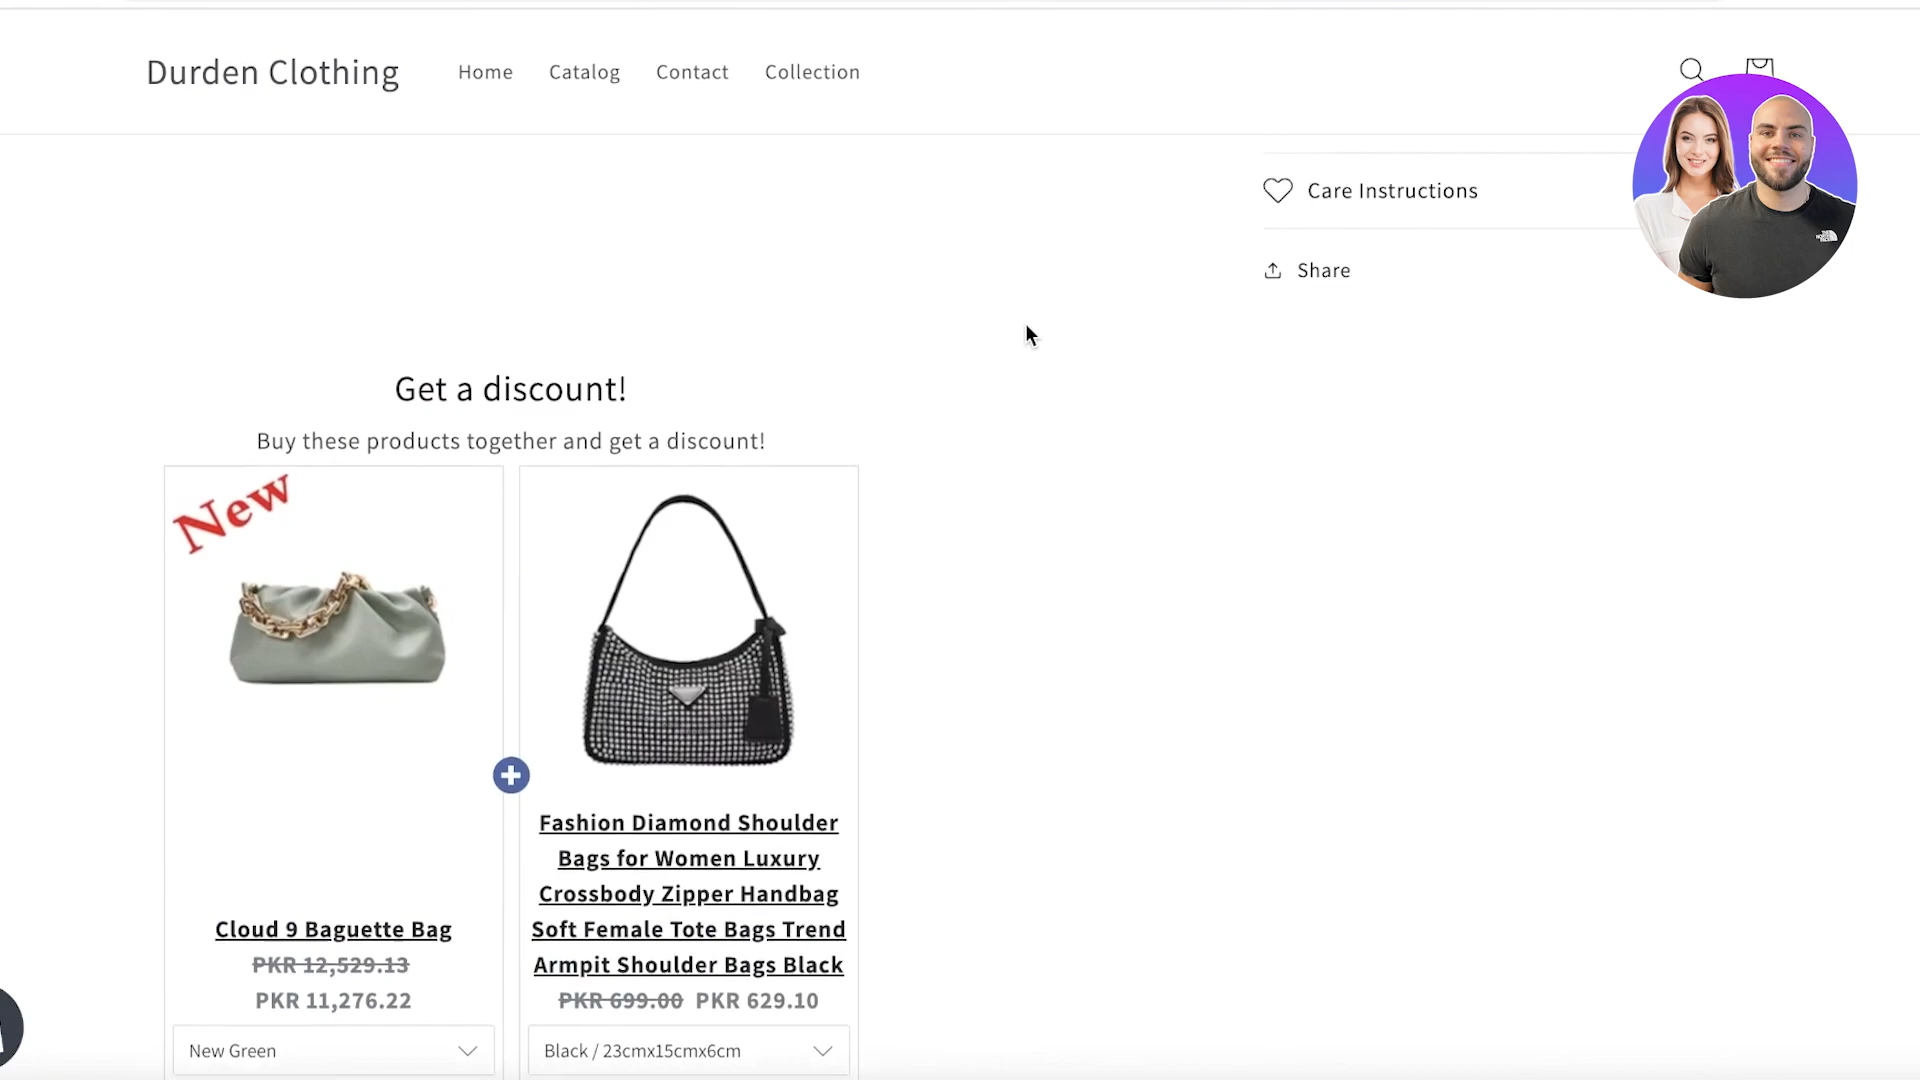 Durden Clothing
Home
Catalog
Contact
Collection
Care Instructions
Share
Get a discount!
Buy these products together and get a discount!
New
Cloud 9 Baguette Bag
PKR 12,529.13
PKR 11,276.22
New Green
Fashion Diamond Shoulder
Bags for Women Luxury
Crossbody Zipper Handbag
Soft Female Tote Bags Trend
Armpit Shoulder Bags Black
PKR 699.00 PKR 629.10
Black / 23cmx15cmx6cm